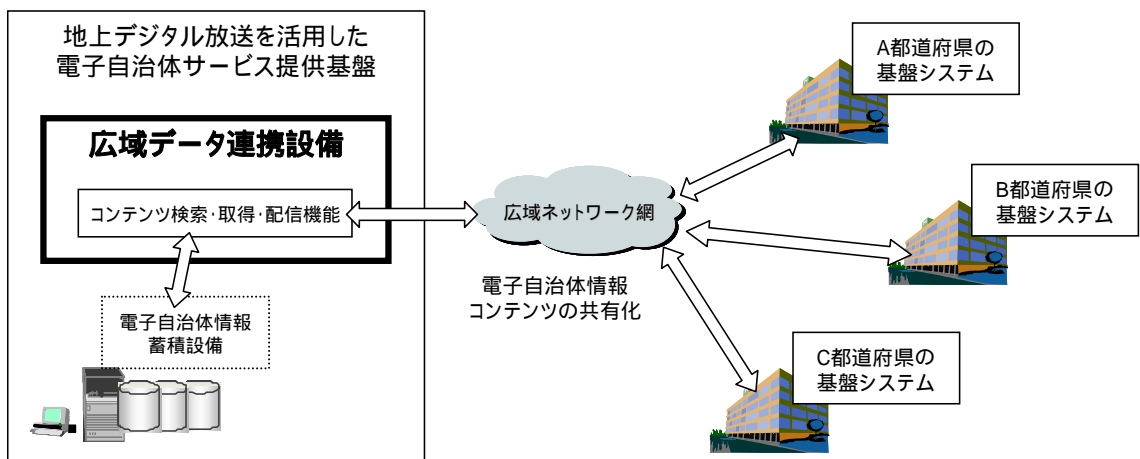 地上デジタル放送を活用した
電子自治体サービス提供基盤
広域データ連携設備
コンテンツ検索・取得・配信機能
電子自治体情報
蓄積設備
広域ネットワーク網
電子自治体情報
コンテンツの共有化
A都道府県の
基盤システム
B都道府県の
基盤システム
C都道府県の
基盤システム